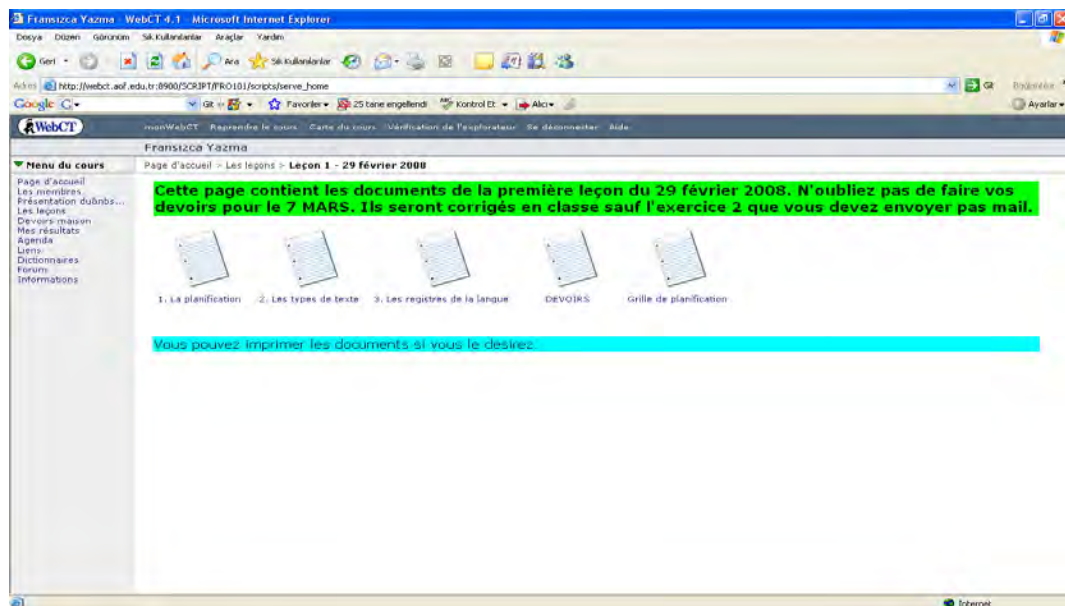 Fransızca Yazma - WebCT 4.1 - Microsoft Internet Explorer
Dosya Düzen Görünüm Sık Kullanılanlar Araçlar Yardım
Geri Ara Sık Kullanılanlar
http://webct.aof.edu.tr:8900/SCRIPT/FRO101/scripts/serve_home Git
Google Git Favoriler 25 tane engellendi Kontrol Et Alıcı Ayarlar
WebCT monWebCT Reprendre le cours Carte du cours Vérification de l'explorateur Se déconnecter Aide
Fransızca Yazma
Menu du cours Page d'accueil > Les leçons > Leçon 1 - 29 février 2008
Page d'accueil
Les membres
Présentation duânbs...
Les leçons
Devoirs maison
Mes résultats
Agenda
Liens
Dictionnaires
Forum
Informations
Cette page contient les documents de la première leçon du 29 février 2008. N'oubliez pas de faire vos
devoirs pour le 7 MARS. Ils seront corrigés en classe sauf l'exercice 2 que vous devez envoyer pas mail.
1. La planification 2. Les types de texte 3. Les registres de la langue DEVOIRS Grille de planification
Vous pouvez imprimer les documents si vous le désirez.
Internet